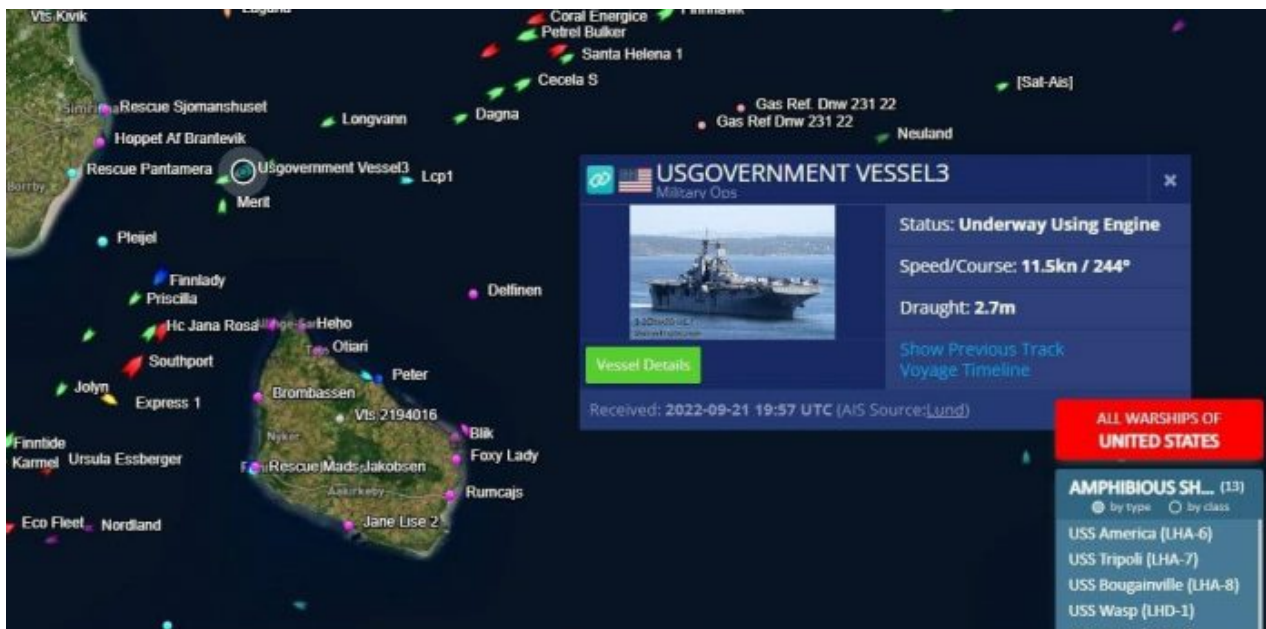 Vts Kivik
Coral Energice
Petrel Bulker
Santa Helena 1
Cecela S
[Sat-Ais]
Rescue Sjomanshuset
Longvann
Dagna
Gas Ref. Dnw 231 22
Gas Ref Dnw 231 22
Neuland
Hoppet Af Brantevik
Rescue Pantamera
Usgovernment Vessel3
Lcp1
Borrby
Merit
Pleijel
Finnlady
Priscilla
Delfinen
Hc Jana Rosa
Heho
Otiari
Southport
Peter
Jolyn
Express 1
Brombassen
Vts 2194016
Nyker
Blik
Finntide
Karmel
Ursula Essberger
Rescue Mads Jakobsen
Foxy Lady
Aakirkeby
Rumcajs
Eco Fleet
Nordland
Jane Lise 2
USGOVERNMENT VESSEL3
Military Ops
×
Status: Underway Using Engine
Speed/Course: 11.5kn / 244°
Draught: 2.7m
Show Previous Track
Voyage Timeline
Vessel Details
Received: 2022-09-21 19:57 UTC (AIS Source:Lund)
ALL WARSHIPS OF
UNITED STATES
AMPHIBIOUS SH... (13)
by type by class
USS America (LHA-6)
USS Tripoli (LHA-7)
USS Bougainville (LHA-8)
USS Wasp (LHD-1)